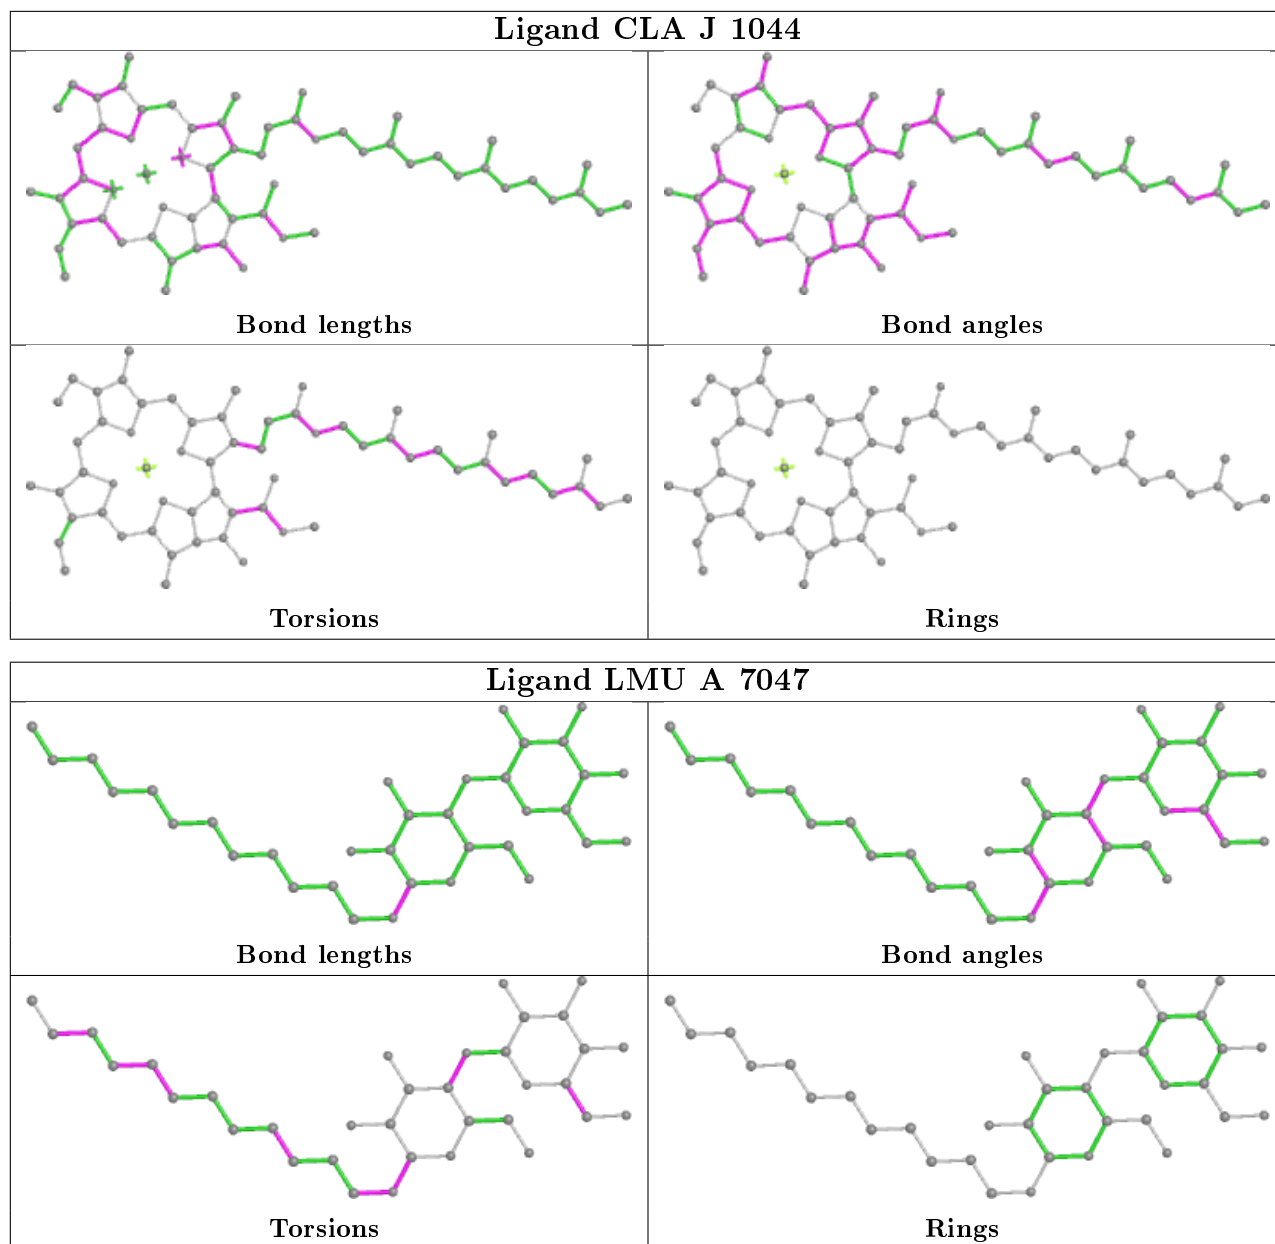 Ligand CLA J 1044
Bond lengths
Bond angles
Torsions
Rings
Ligand LMU A 7047
Bond lengths
Bond angles
Torsions
Rings